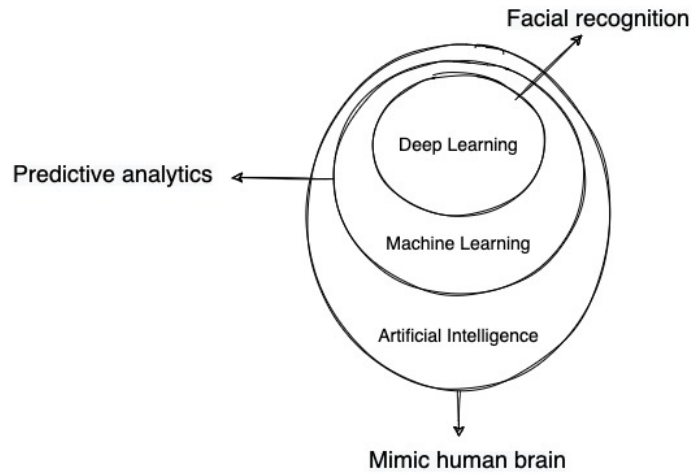 Facial recognition
Deep Learning
Predictive analytics
Machine Learning
Artificial Intelligence
Mimic human brain